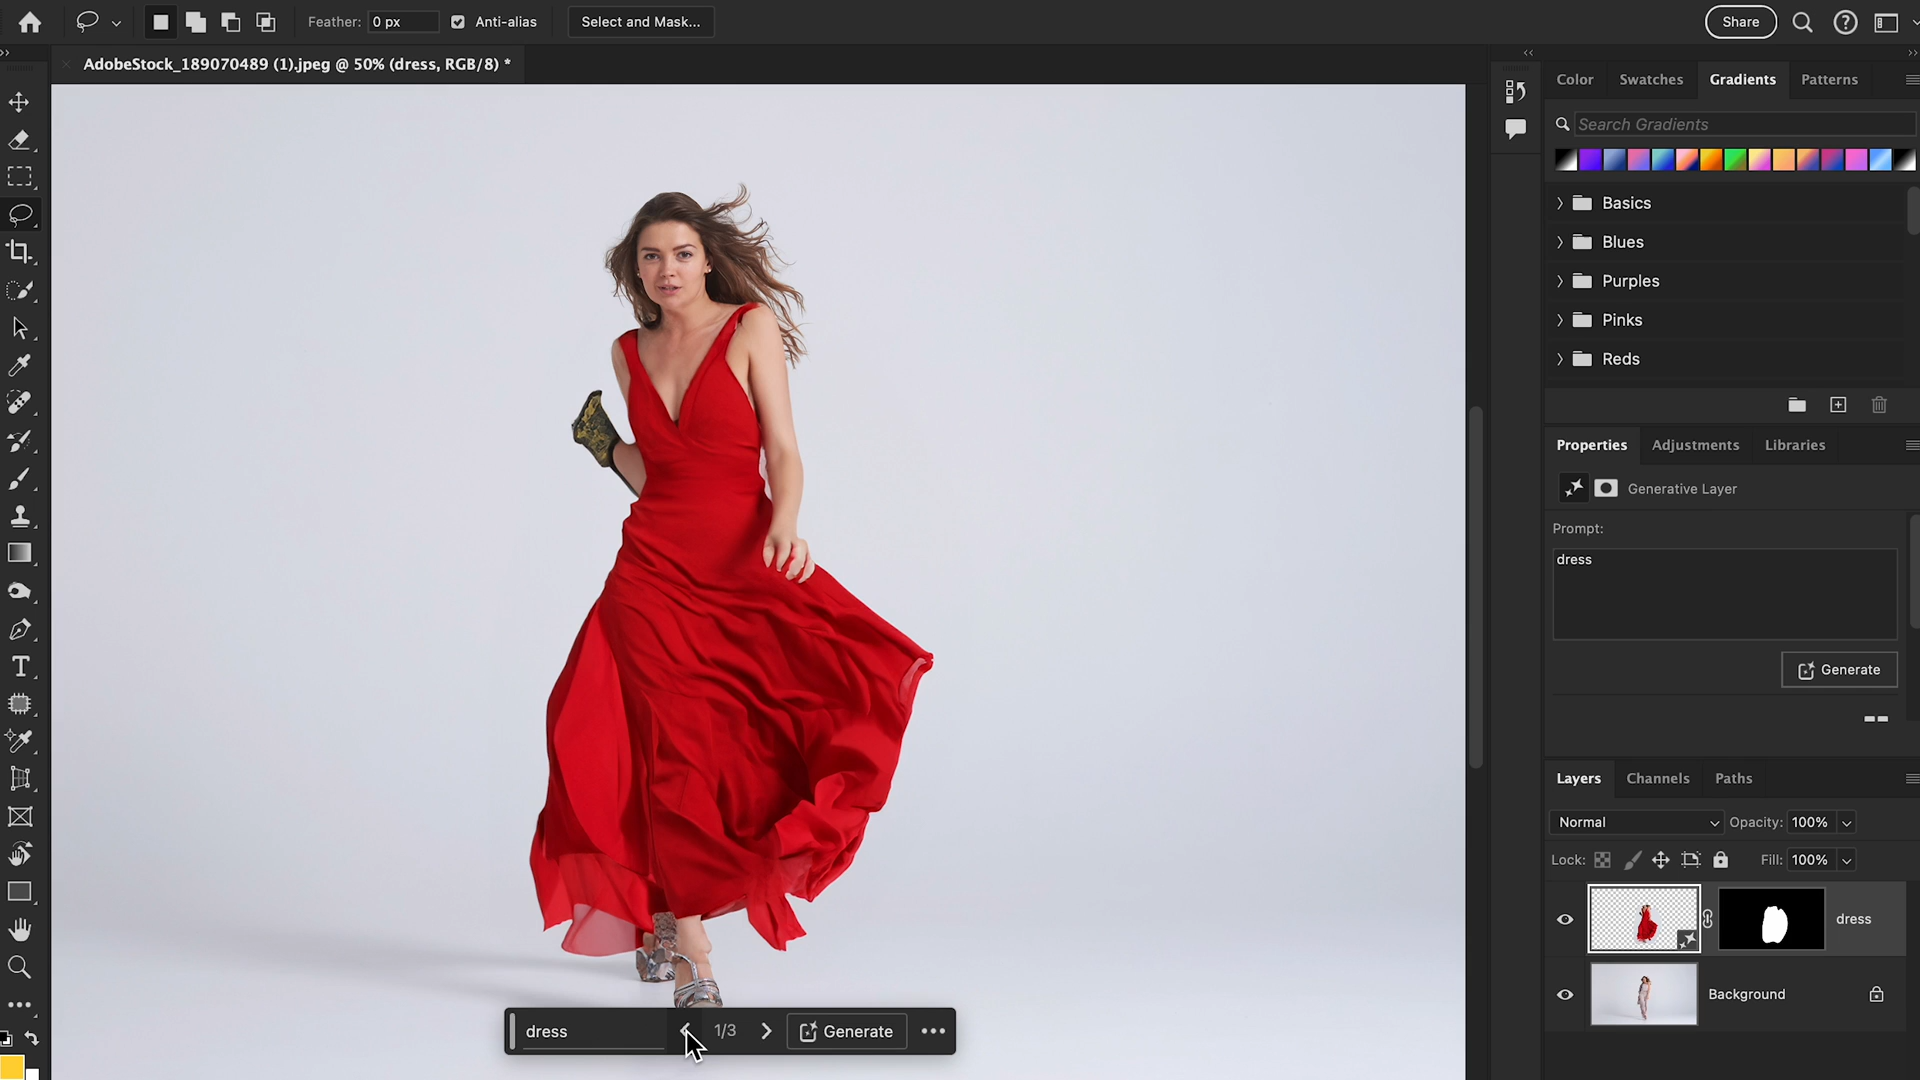 Feather: 0 px Anti-alias Select and Mask... Share
AdobeStock_189070489 (1).jpeg @ 50% (dress, RGB/8) *
Color Swatches Gradients Patterns
Search Gradients
Basics
Blues
Purples
Pinks
Reds
Properties Adjustments Libraries
Generative Layer
Prompt:
dress
Generate
Layers Channels Paths
Normal Opacity: 100%
Lock: Fill: 100%
dress
Background
dress 1/3 Generate